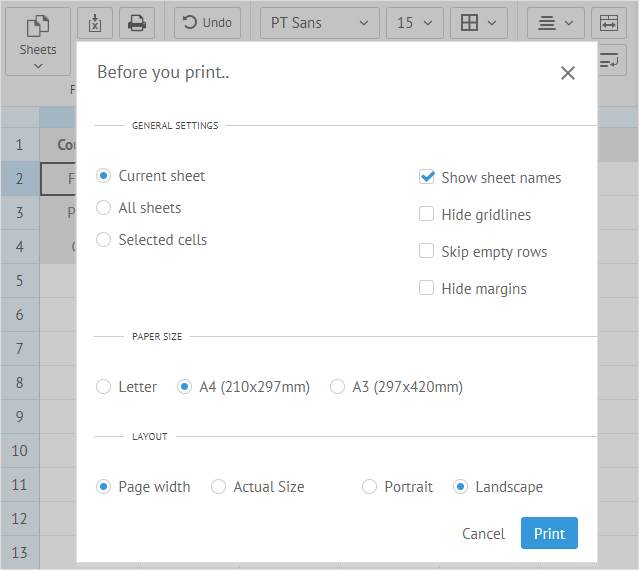 Undo PT Sans 15
Sheets
Before you print..
GENERAL SETTINGS
1
2
3
4
5
6
7
8
9
10
11
12
13
Current sheet
All sheets
Selected cells
Show sheet names
Hide gridlines
Skip empty rows
Hide margins
PAPER SIZE
Letter A4 (210x297mm) A3 (297x420mm)
LAYOUT
Page width Actual Size Portrait Landscape
Cancel Print